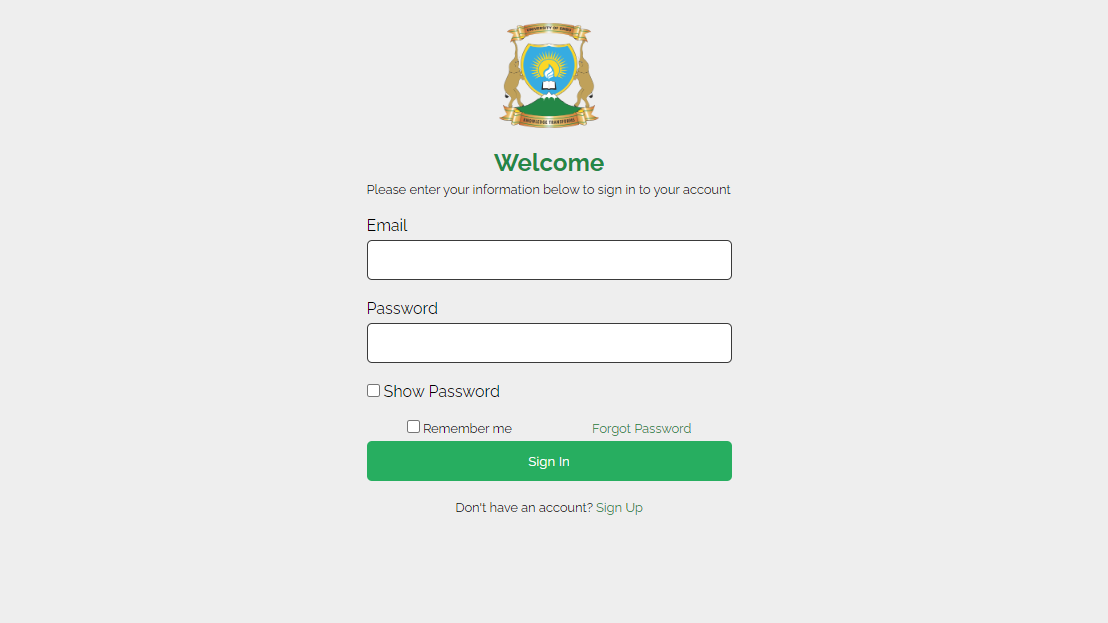 UNIVERSITY OF EMBU
KNOWLEDGE TRANSFORMS
Welcome
Please enter your information below to sign in to your account
Email
Password
Show Password
Remember me Forgot Password
Sign In
Don't have an account? Sign Up